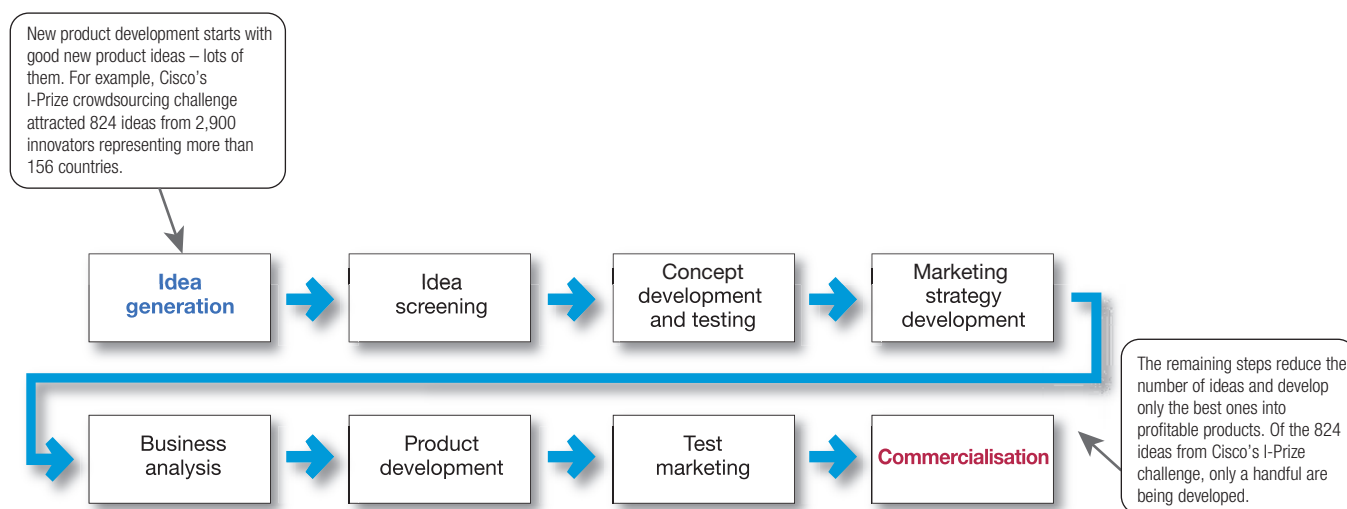 New product development starts with
good new product ideas – lots of
them. For example, Cisco's
I-Prize crowdsourcing challenge
attracted 824 ideas from 2,900
innovators representing more than
156 countries.
Idea
generation
Idea
screening
Concept
development
and testing
Marketing
strategy
development
Business
analysis
Product
development
Test
marketing
Commercialisation
The remaining steps reduce the
number of ideas and develop
only the best ones into
profitable products. Of the 824
ideas from Cisco's I-Prize
challenge, only a handful are
being developed.